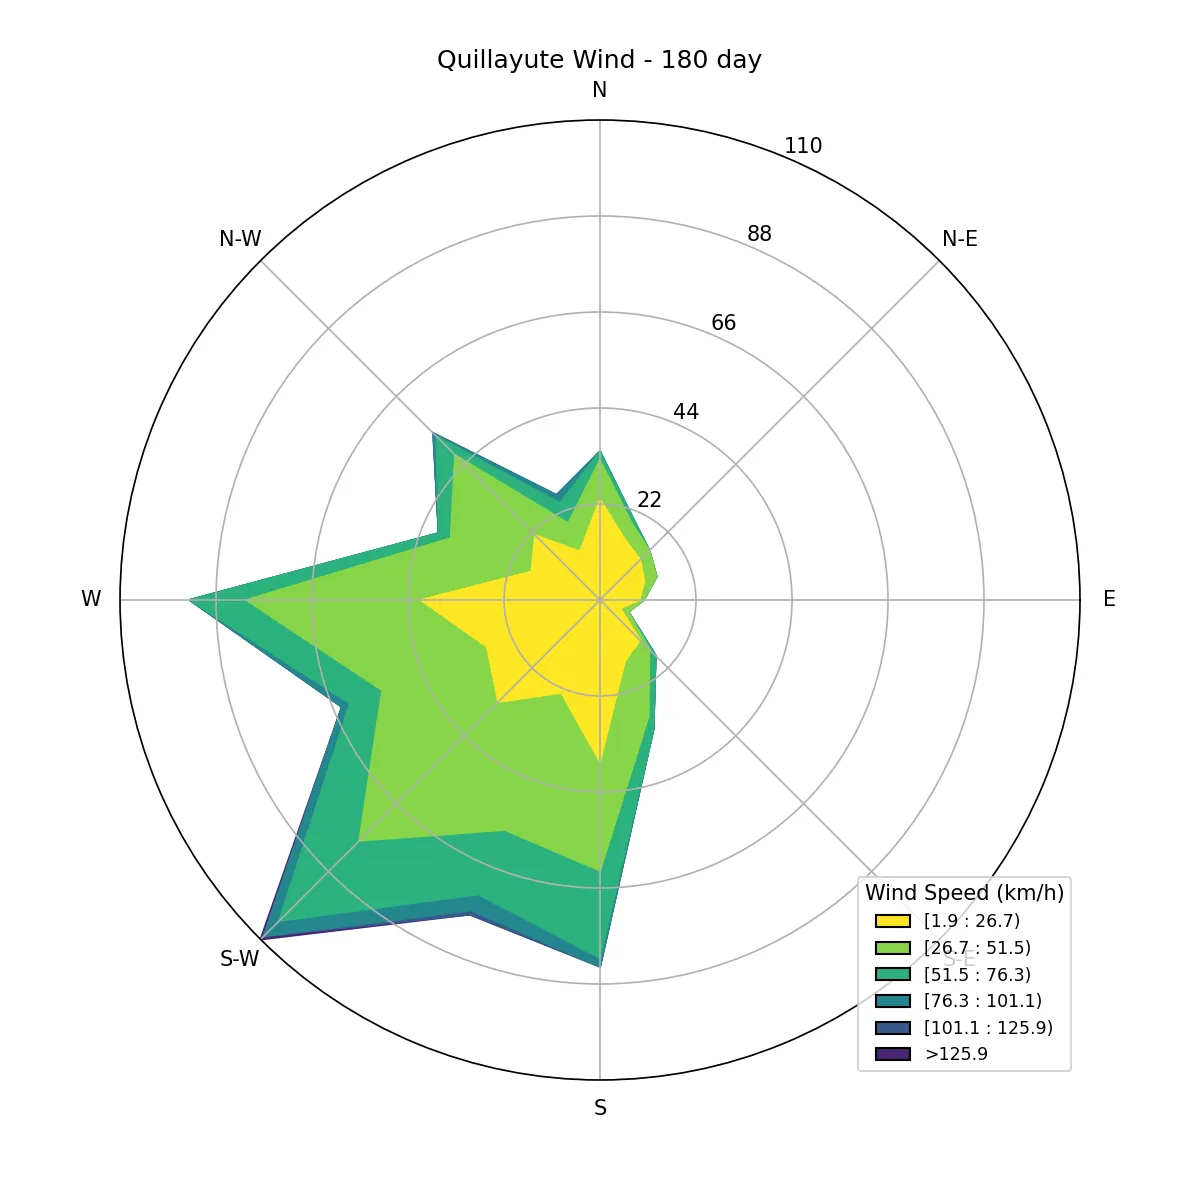 Quillayute Wind - 180 day
N
110
N-W
88
N-E
66
44
22
W
E
Wind Speed (km/h)
[1.9 : 26.7)
[26.7 : 51.5)
S-W
S-E
[51.5 : 76.3)
[76.3 : 101.1)
[101.1 : 125.9)
>125.9
S